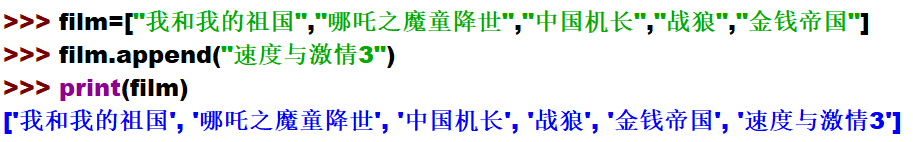 >>> film=["我和我的祖国","哪吒之魔童降世","中国机长","战狼","金钱帝国"]
>>> film.append("速度与激情3")
>>> print(film)
['我和我的祖国', '哪吒之魔童降世', '中国机长', '战狼', '金钱帝国', '速度与激情3']